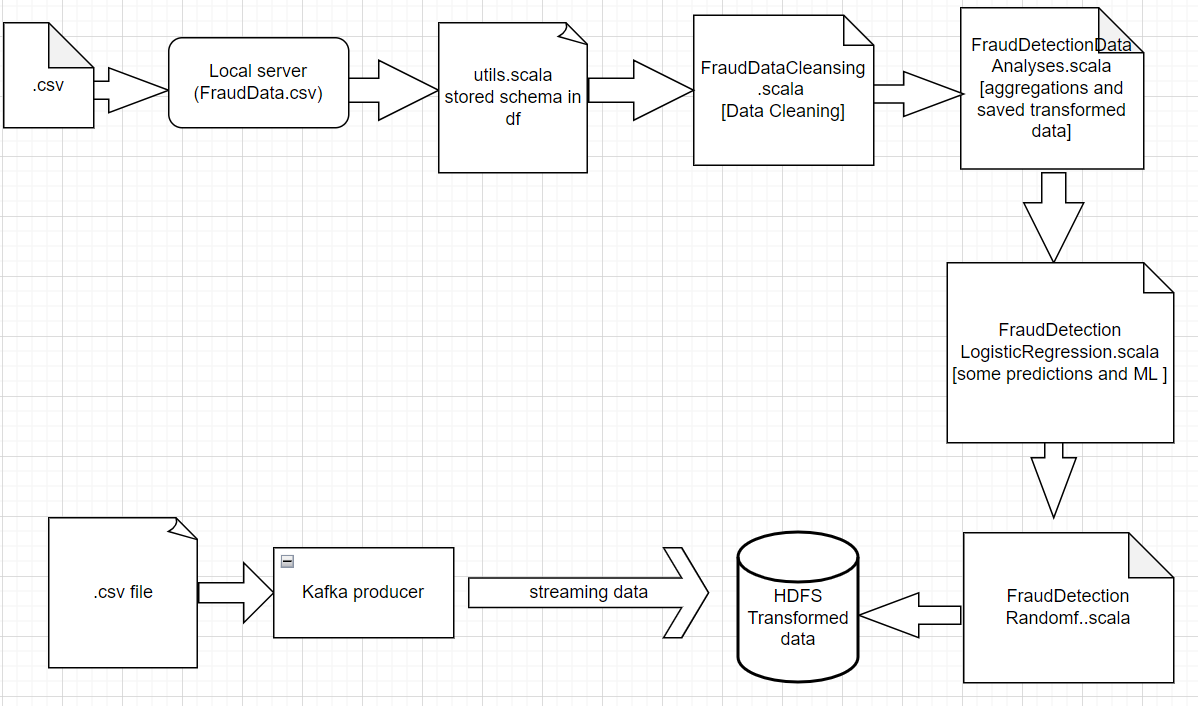 .csv
Local server
(FraudData.csv)
utils.scala
stored schema in
df
FraudDataCleansing
.scala
[Data Cleaning]
FraudDetectionData
Analyses.scala
[aggregations and
saved transformed
data]
FraudDetection
LogisticRegression.scala
[some predictions and ML ]
.csv file
Kafka producer
streaming data
HDFS
Transformed
data
FraudDetection
Randomf..scala